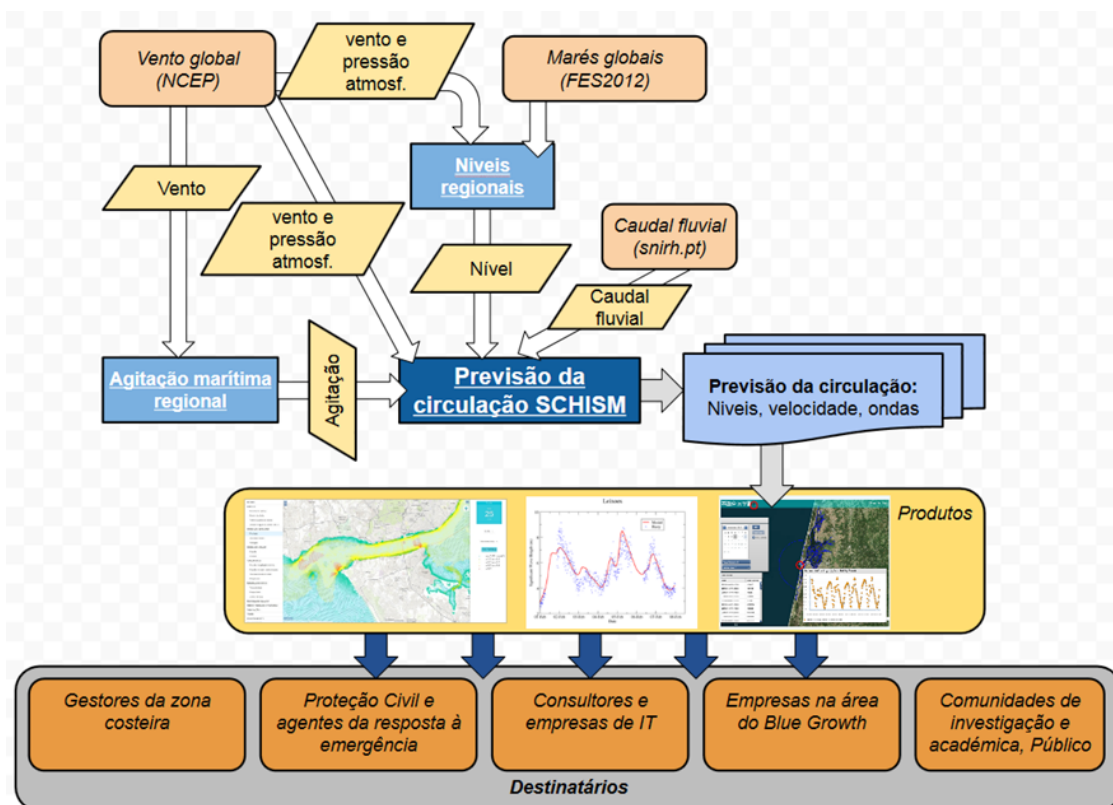 Vento global
(NCEP)
vento e
pressão
atmosf.
Marés globais
(FES2012)
Niveis
regionais
Vento
vento e
pressão
atmosf.
Caudal fluvial
(snirh.pt)
Nível
Caudal
fluvial
Agitação marítima
regional
Agitação
Previsão da
circulação SCHISM
Previsão da circulação:
Niveis, velocidade, ondas
Produtos
Leixoes
25
Gestores da zona
costeira
Proteção Civil e
agentes da resposta à
emergência
Consultores e
empresas de IT
Empresas na área
do Blue Growth
Comunidades de
investigação e
académica, Público
Destinatários